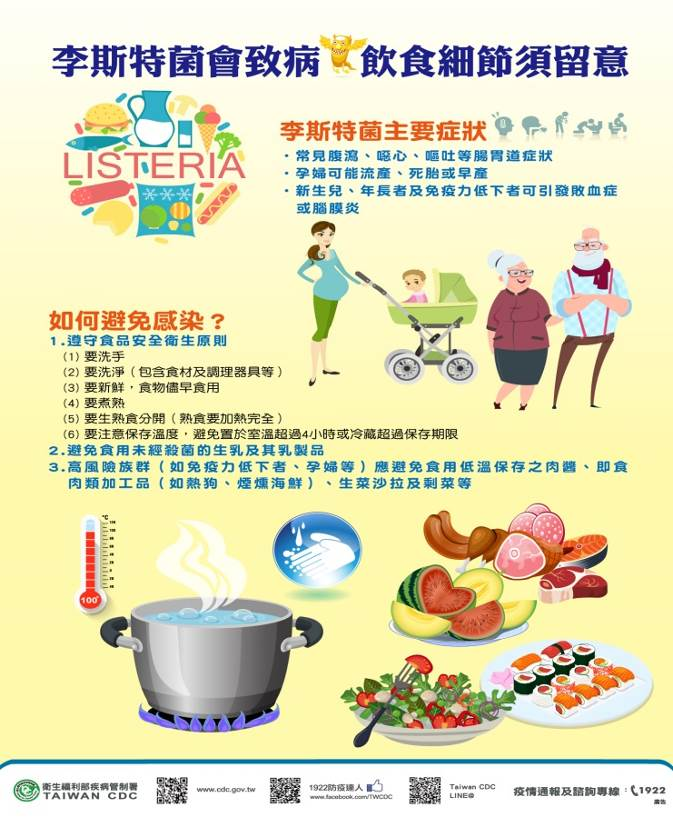 李斯特菌會致病 飲食細節須留意
LISTERIA
李斯特菌主要症狀
・常見腹瀉、噁心、嘔吐等腸胃道症狀
・孕婦可能流產、死胎或早產
・新生兒、年長者及免疫力低下者可引發敗血症
或腦膜炎
如何避免感染?
1.遵守食品安全衛生原則
(1) 要洗手
(2) 要洗淨(包含食材及調理器具等)
(3) 要新鮮,食物儘早食用
(4) 要煮熟
(5) 要生熟食分開(熟食要加熱完全)
(6) 要注意保存溫度,避免置於室溫超過4小時或冷藏超過保存期限
2.避免食用未經殺菌的生乳及其乳製品
3.高風險族群(如免疫力低下者、孕婦等)應避免食用低溫保存之肉醬、即食
肉類加工品(如熱狗、煙燻海鮮)、生菜沙拉及剩菜等
°C
100°
衛生福利部疾病管制署
TAIWAN CDC
www.cdc.gov.tw
1922防疫達人
www.facebook.com/TWCDC
Taiwan CDC
LINE@
疫情通報及諮詢專線:1922
廣告